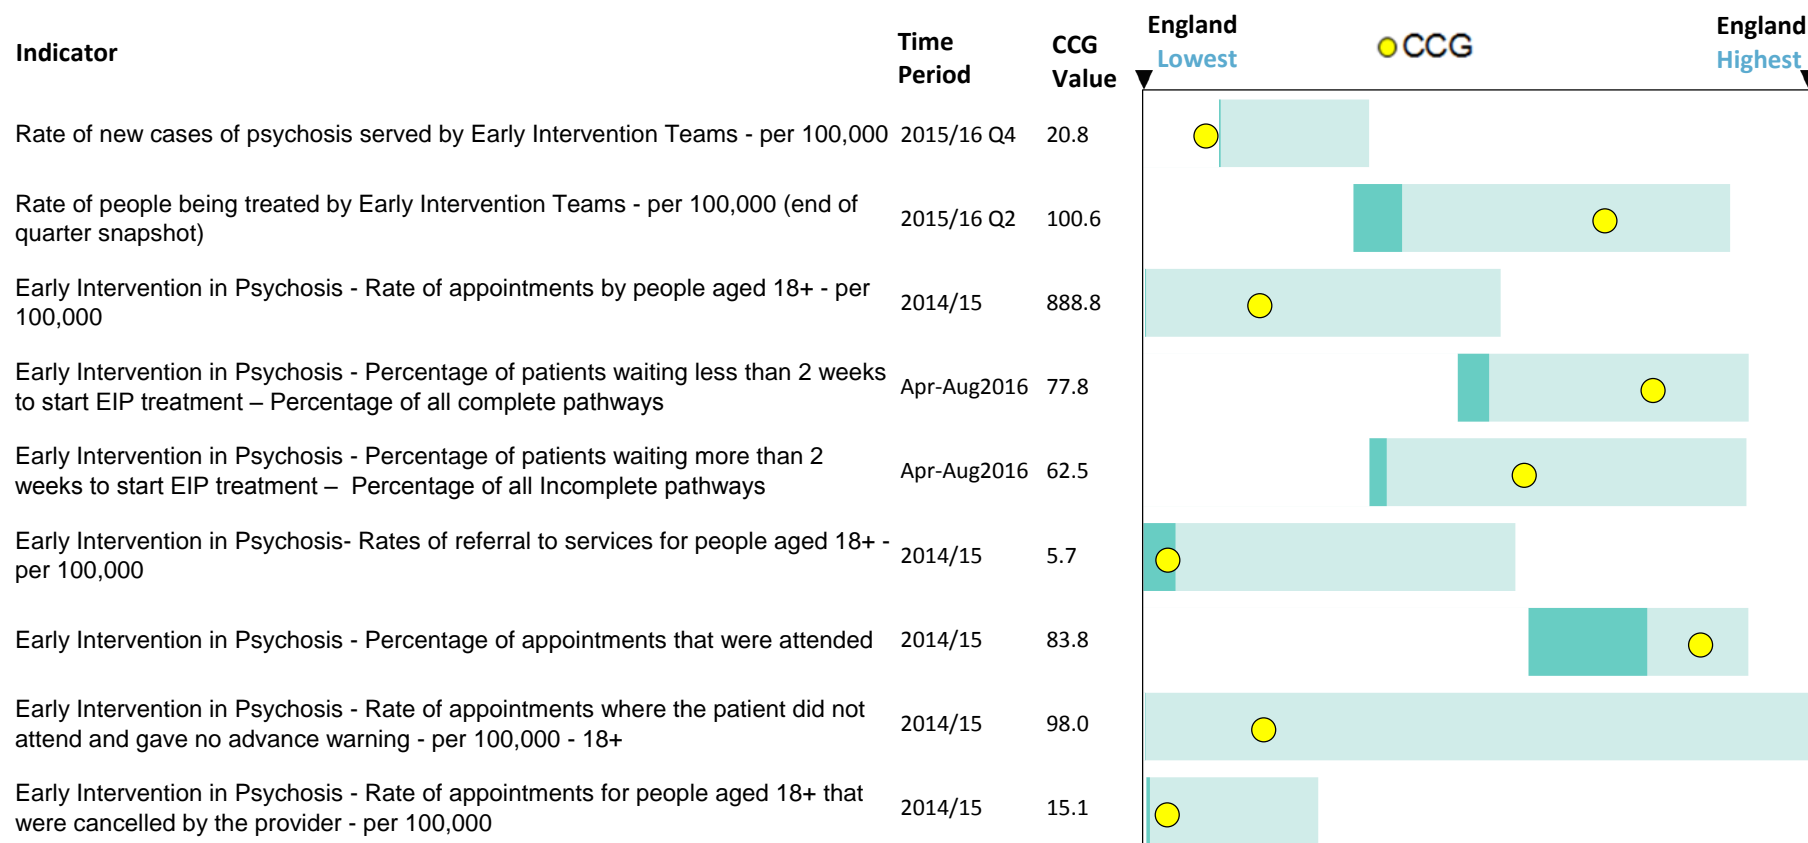 Indicator
Time Period
CCG Value
England Lowest
CCG
England Highest
Rate of new cases of psychosis served by Early Intervention Teams - per 100,000 2015/16 Q4 20.8
Rate of people being treated by Early Intervention Teams - per 100,000 (end of
quarter snapshot)
2015/16 Q2 100.6
Early Intervention in Psychosis - Rate of appointments by people aged 18+ - per
100,000
2014/15 888.8
Early Intervention in Psychosis - Percentage of patients waiting less than 2 weeks
to start EIP treatment – Percentage of all complete pathways
Apr-Aug2016 77.8
Early Intervention in Psychosis - Percentage of patients waiting more than 2
weeks to start EIP treatment – Percentage of all Incomplete pathways
Apr-Aug2016 62.5
Early Intervention in Psychosis- Rates of referral to services for people aged 18+ -
per 100,000
2014/15 5.7
Early Intervention in Psychosis - Percentage of appointments that were attended 2014/15 83.8
Early Intervention in Psychosis - Rate of appointments where the patient did not
attend and gave no advance warning - per 100,000 - 18+
2014/15 98.0
Early Intervention in Psychosis - Rate of appointments for people aged 18+ that
were cancelled by the provider - per 100,000
2014/15 15.1